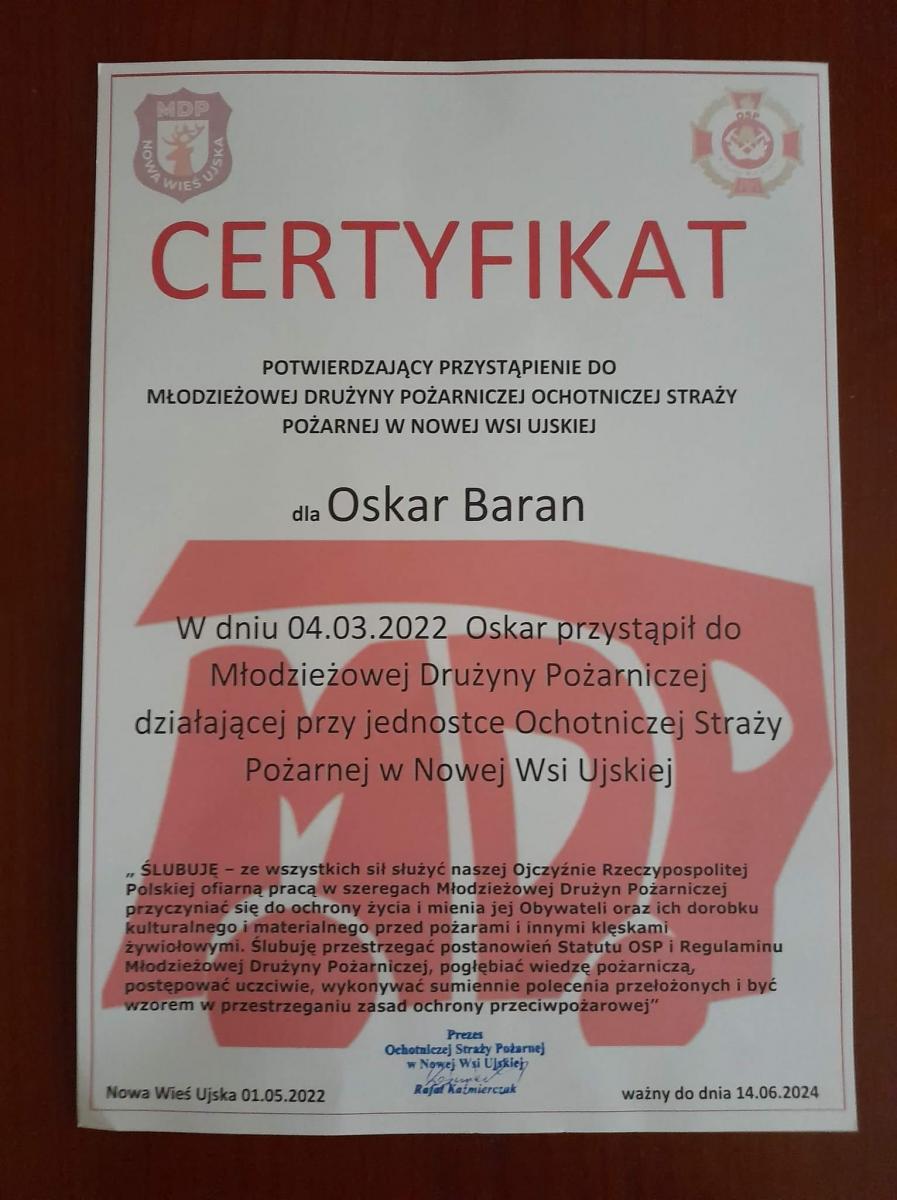 MDP
NOWA WIEŚ UJSKA
OSP
CERTYFIKAT
POTWIERDZAJĄCY PRZYSTĄPIENIE DO
MŁODZIEŻOWEJ DRUŻYNY POŻARNICZEJ OCHOTNICZEJ STRAŻY
POŻARNEJ W NOWEJ WSI UJSKIEJ
dla Oskar Baran
W dniu 04.03.2022 Oskar przystąpił do
Młodzieżowej Drużyny Pożarniczej
działającej przy jednostce Ochotniczej Straży
Pożarnej w Nowej Wsi Ujskiej
MDP
„ ŚLUBUJĘ – ze wszystkich sił służyć naszej Ojczyźnie Rzeczypospolitej
Polskiej ofiarną pracą w szeregach Młodzieżowej Drużyn Pożarniczej
przyczyniać się do ochrony życia i mienia jej Obywateli oraz ich dorobku
kulturalnego i materialnego przed pożarami i innymi klęskami
żywiołowymi. Ślubuję przestrzegać postanowień Statutu OSP i Regulaminu
Młodzieżowej Drużyny Pożarniczej, pogłębiać wiedzę pożarniczą,
postępować uczciwie, wykonywać sumiennie polecenia przełożonych i być
wzorem w przestrzeganiu zasad ochrony przeciwpożarowej”
Prezes
Ochotniczej Straży Pożarnej
w Nowej Wsi Ujskiej
Rafał Kaźmierczak
Nowa Wieś Ujska 01.05.2022
ważny do dnia 14.06.2024